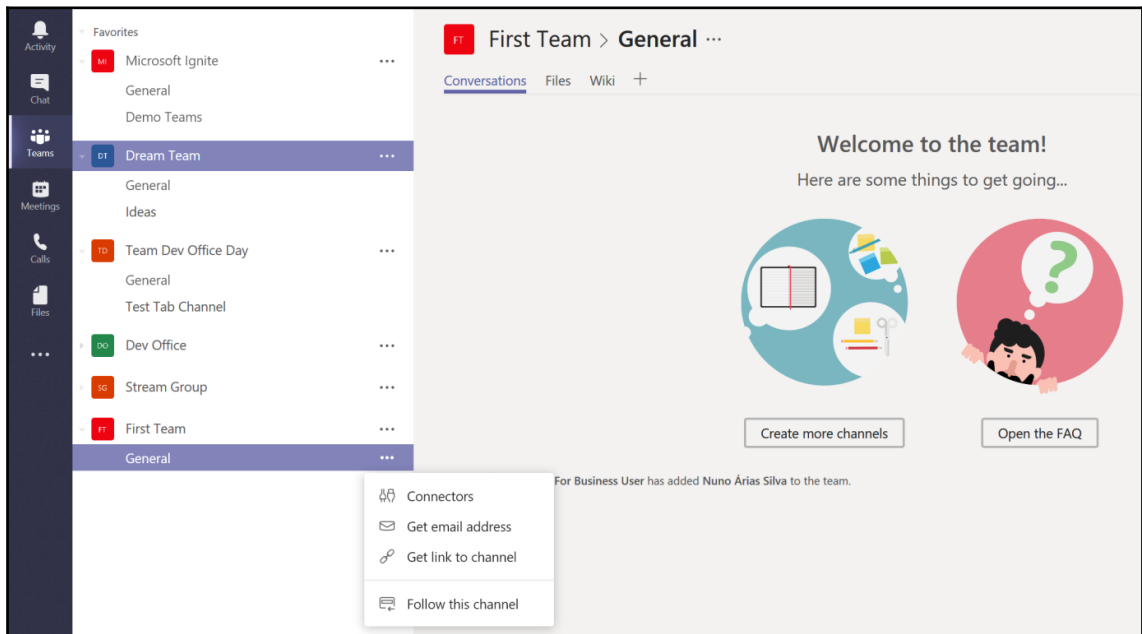 Activity
Chat
Teams
Meetings
Calls
Files
Favorites
MI Microsoft Ignite
General
Demo Teams
DT Dream Team
General
Ideas
TD Team Dev Office Day
General
Test Tab Channel
DO Dev Office
SG Stream Group
FT First Team
General
Connectors
Get email address
Get link to channel
Follow this channel
FT First Team > General
Conversations Files Wiki
Welcome to the team!
Here are some things to get going...
?
Create more channels Open the FAQ
For Business User has added Nuno Árias Silva to the team.